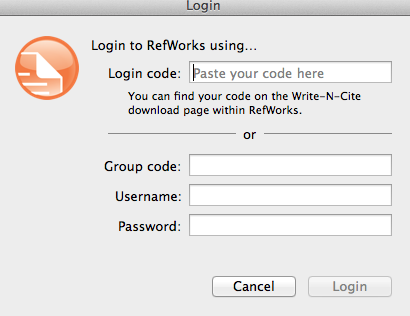 Login
Login to RefWorks using...
Login code: Paste your code here
You can find your code on the Write-N-Cite
download page within RefWorks.
or
Group code:
Username:
Password:
Cancel Login